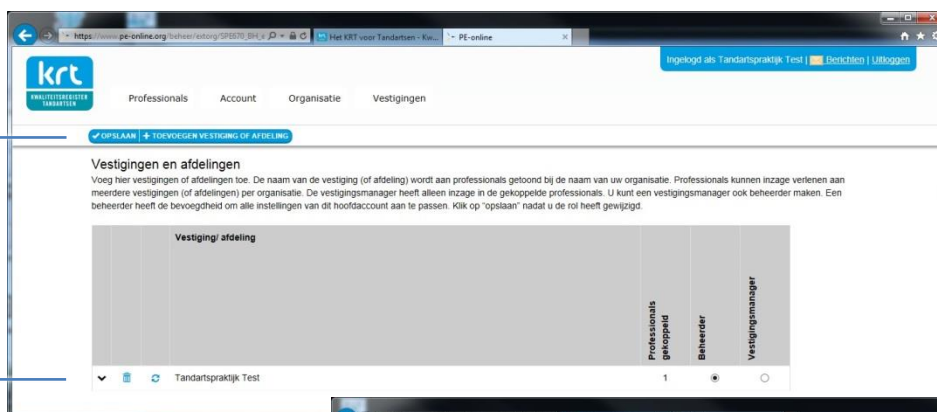 https://www.pe-online.org/beheer/extorg/SPE670_BH_c
Het KRT voor Tandartsen - Kw...
PE-online
Ingelogd als Tandartspraktijk Test | Berichten | Uitloggen
krt
KWALITEITSREGISTER
TANDARTSEN
Professionals Account Organisatie Vestigingen
OPSLAAN + TOEVOEGEN VESTIGING OF AFDELING
Vestigingen en afdelingen
Voeg hier vestigingen of afdelingen toe. De naam van de vestiging (of afdeling) wordt aan professionals getoond bij de naam van uw organisatie. Professionals kunnen inzage verlenen aan
meerdere vestigingen (of afdelingen) per organisatie. De vestigingsmanager heeft alleen inzage in de gekoppelde professionals. U kunt een vestigingsmanager ook beheerder maken. Een
beheerder heeft de bevoegdheid om alle instellingen van dit hoofdaccount aan te passen. Klik op "opslaan" nadat u de rol heeft gewijzigd.
Vestiging/ afdeling
Professionals
gekoppeld
Beheerder
Vestigingsmanager
Tandartspraktijk Test 1